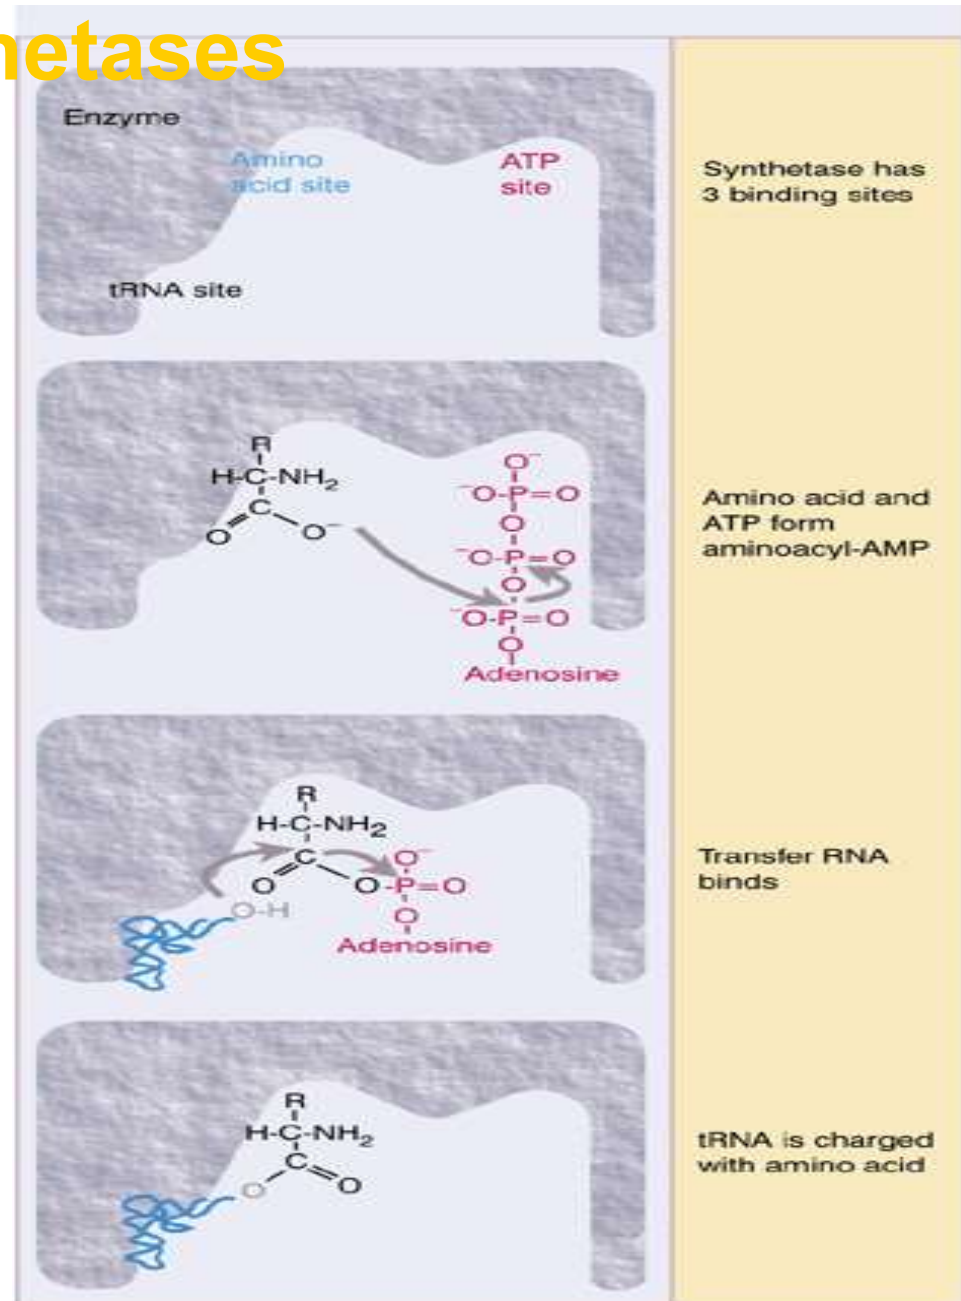 netases
Enzyme
Amino
acid site
ATP
site
tRNA site
Synthetase has
3 binding sites
R
H-C-NH₂
C
O
O⁻
O⁻
⁻O-P=O
O
⁻O-P=O
O
⁻O-P=O
O
Adenosine
Amino acid and
ATP form
aminoacyl-AMP
R
H-C-NH₂
C
O⁻
O
O-P=O
O-H
O
Adenosine
Transfer RNA
binds
R
H-C-NH₂
C
O
O
tRNA is charged
with amino acid